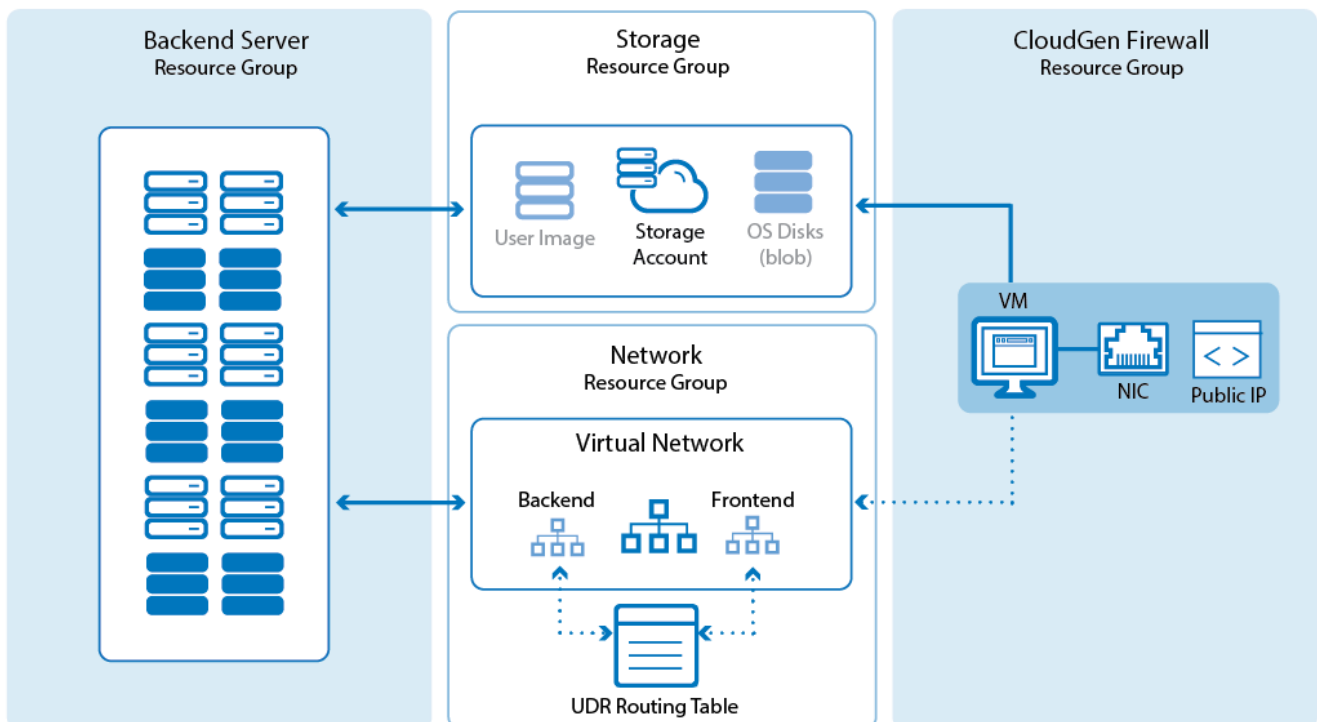 Backend Server
Resource Group
Storage
Resource Group
User Image
Storage
Account
OS Disks
(blob)
Network
Resource Group
Virtual Network
Backend
Frontend
UDR Routing Table
CloudGen Firewall
Resource Group
VM
NIC
Public IP